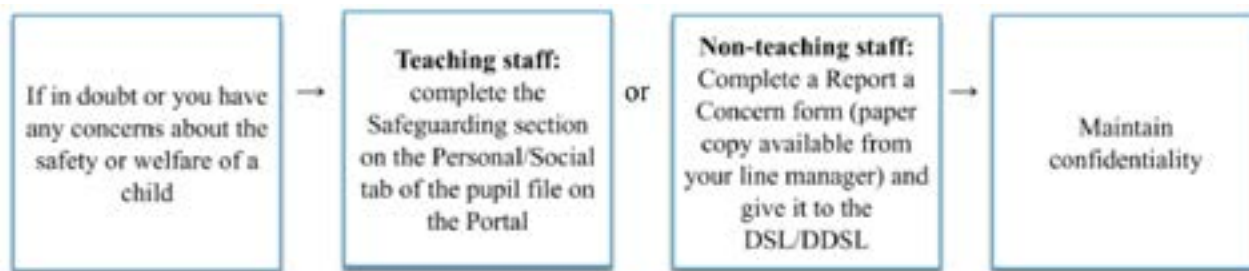 If in doubt or you have
any concerns about the
safety or welfare of a
child
→
Teaching staff:
complete the
Safeguarding section
on the Personal/Social
tab of the pupil file on
the Portal
or
Non-teaching staff:
Complete a Report a
Concern form (paper
copy available from
your line manager) and
give it to the
DSL/DDSL
→
Maintain
confidentiality